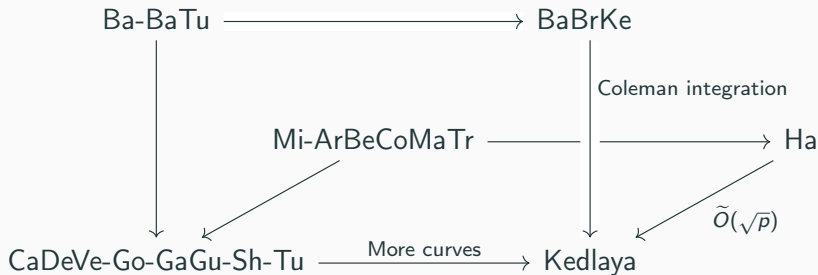 Ba-BaTu BaBrKe
Coleman integration
Mi-ArBeCoMaTr Ha
Õ(√p)
CaDeVe-Go-GaGu-Sh-Tu More curves Kedlaya